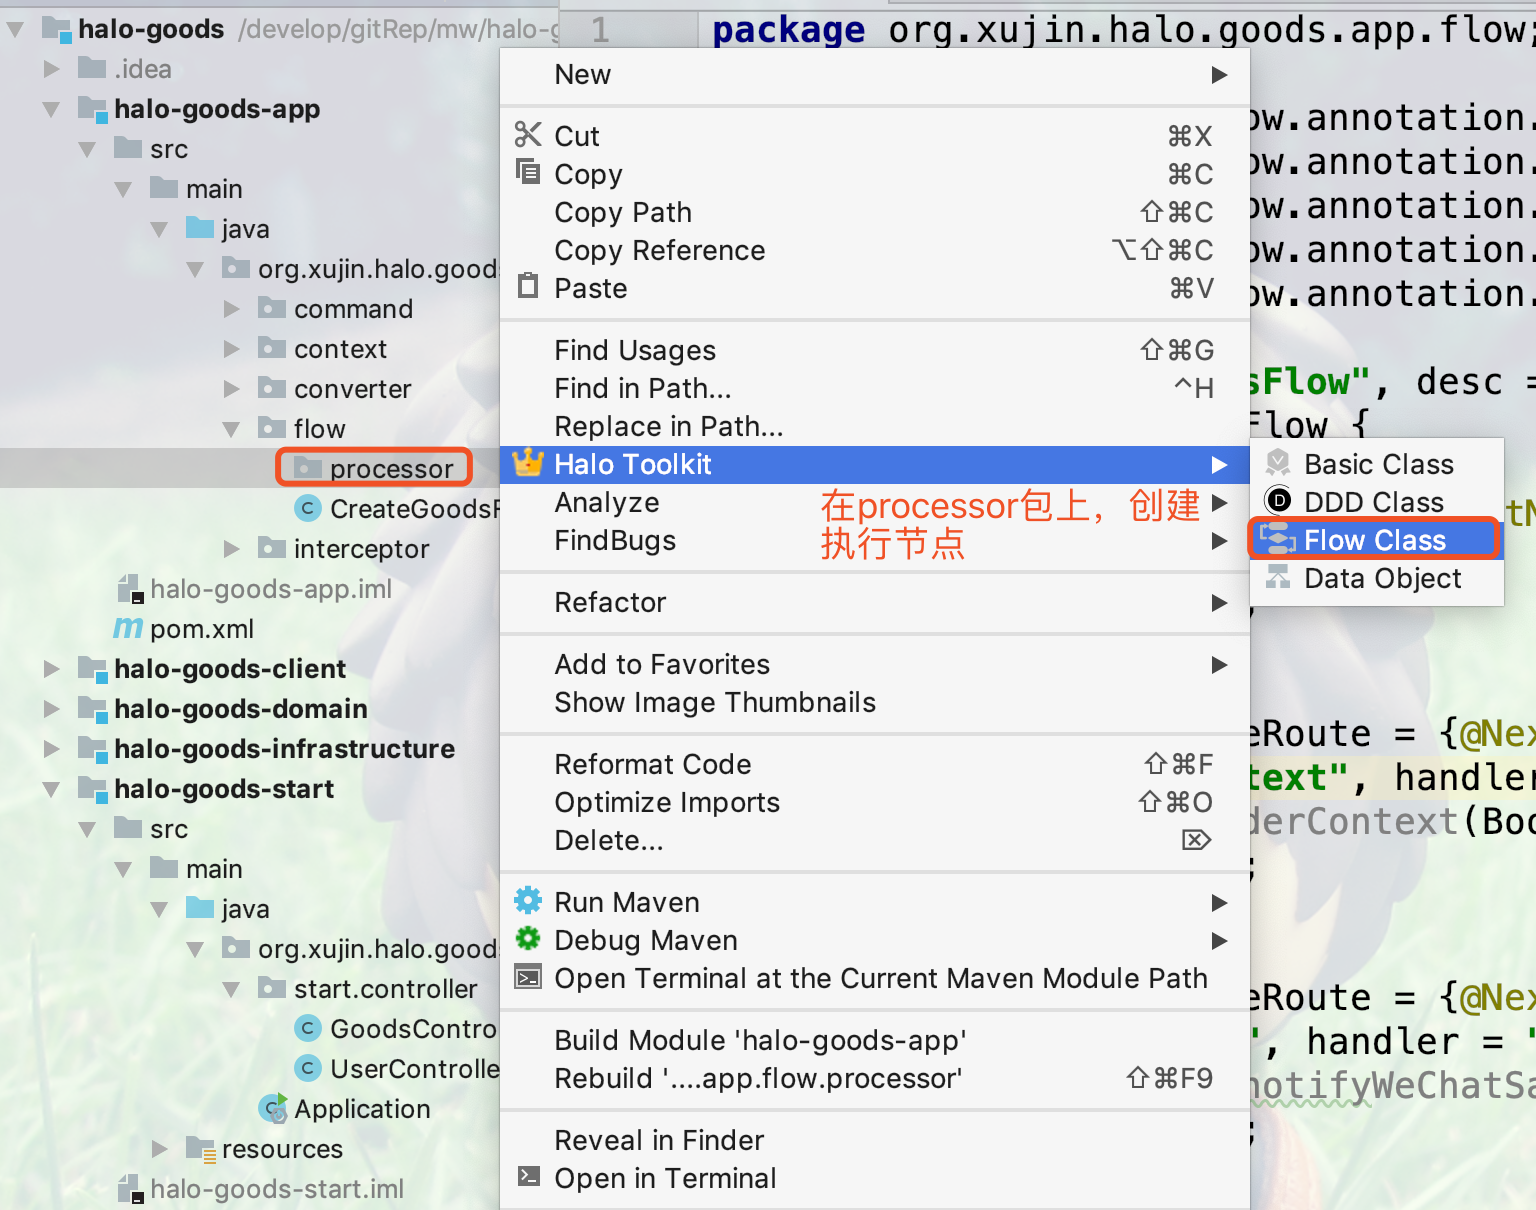 halo-goods /develop/gitRep/mw/halo-g
.idea
halo-goods-app
src
main
java
org.xujin.halo.goods
command
context
converter
flow
processor
CreateGoodsF
interceptor
halo-goods-app.iml
pom.xml
halo-goods-client
halo-goods-domain
halo-goods-infrastructure
halo-goods-start
src
main
java
org.xujin.halo.goods
start.controller
GoodsContro
UserControlle
Application
resources
halo-goods-start.iml
New
Cut ⌘X
Copy ⌘C
Copy Path ⇧⌘C
Copy Reference ⌥⇧⌘C
Paste ⌘V
Find Usages ⇧⌘G
Find in Path... ^H
Replace in Path...
Halo Toolkit
Analyze
FindBugs
在processor包上，创建
执行节点
Refactor
Add to Favorites
Show Image Thumbnails
Reformat Code ⇧⌘F
Optimize Imports ⇧⌘O
Delete... ⌦
Run Maven
Debug Maven
Open Terminal at the Current Maven Module Path
Build Module 'halo-goods-app'
Rebuild '....app.flow.processor' ⇧⌘F9
Reveal in Finder
Open in Terminal
Basic Class
DDD Class
Flow Class
Data Object
1 package org.xujin.halo.goods.app.flow;
ow.annotation.
ow.annotation.
ow.annotation.
ow.annotation.
ow.annotation.
sFlow", desc =
Flow {
tN
eRoute = {@Nex
text", handler
derContext(Boo
;
eRoute = {@Nex
", handler = "
notifyWeChatSa
;